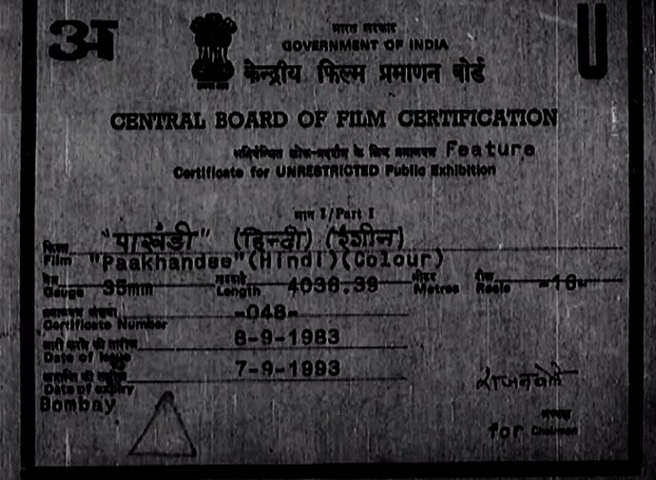 अ
भारत सरकार
U
GOVERNMENT OF INDIA
केन्द्रीय फिल्म प्रमाणन बोर्ड
CENTRAL BOARD OF FILM CERTIFICATION
Feature
Certificate for UNRESTRICTED Public Exhibition
भाग I/Part I
"पाखंडी" (हिन्दी) (रंगीन)
Film "Paakhandee"(Hindi)(Colour)
Gauge 35mm Length 4036.39 Metres Reels -16-
-048-
Certificate Number
8-9-1983
Date of Issue
7-9-1993
Date of expiry
Bombay
for Chairman